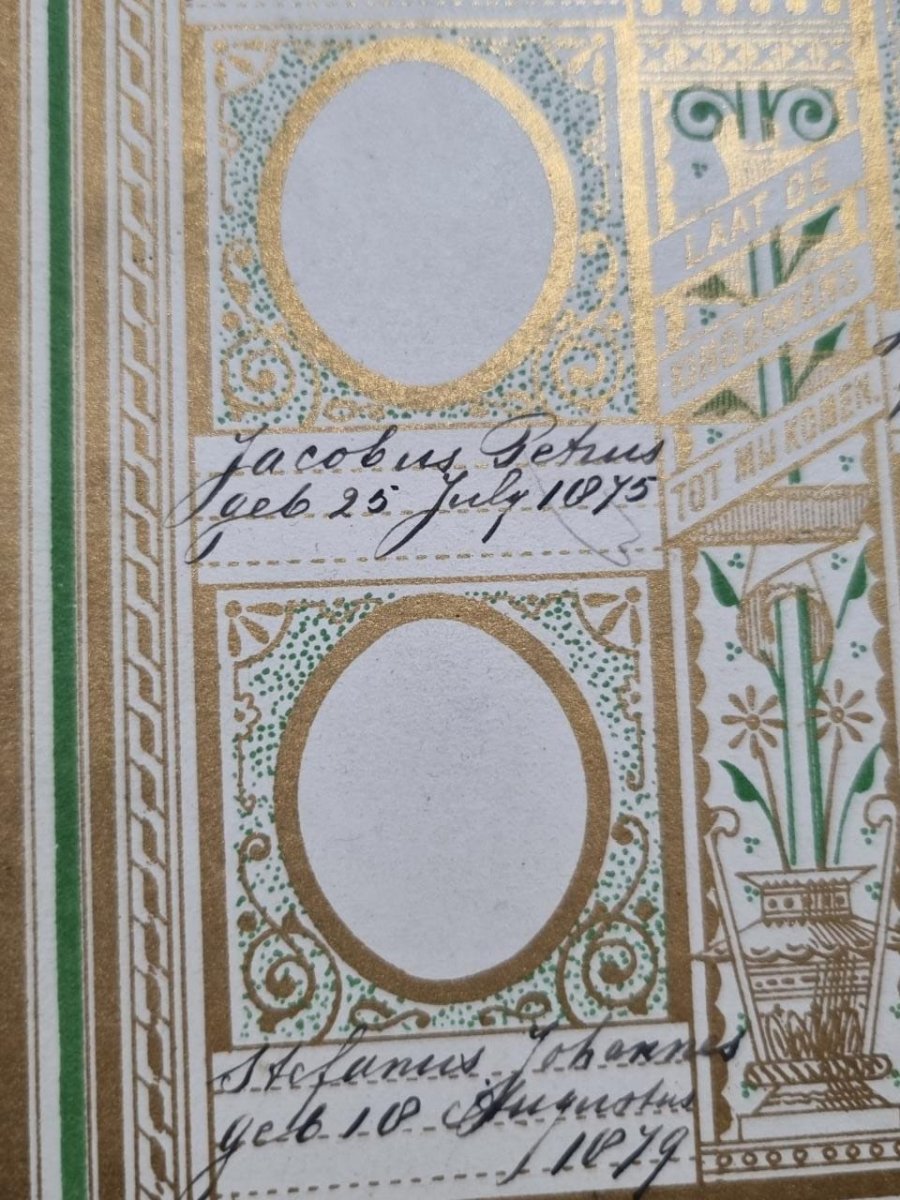 LAAT DE
KINDERKENS
TOT MIJ KOMEN.
Jacobus Petrus
geb 25 July 1875
Stefanus Johannes
geb 18 Augustus
1879